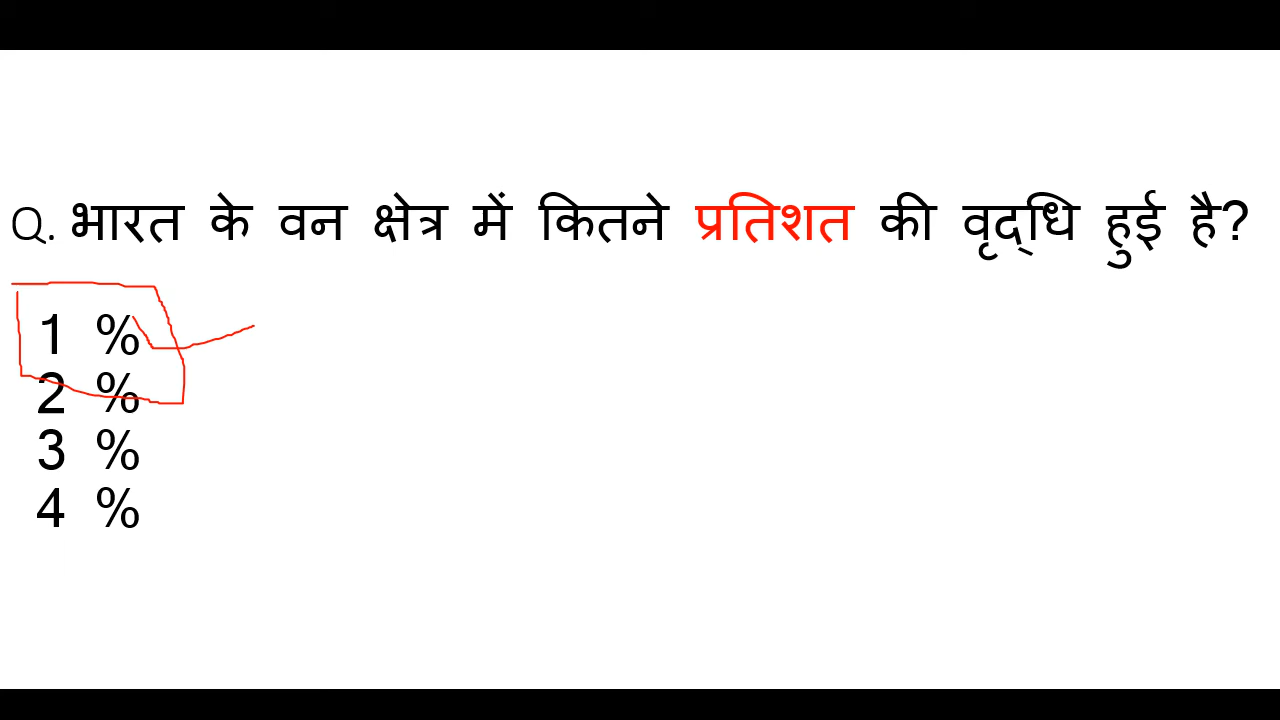 Q. भारत के वन क्षेत्र में कितने प्रतिशत की वृद्धि हुई है?
1 %
2 %
3 %
4 %